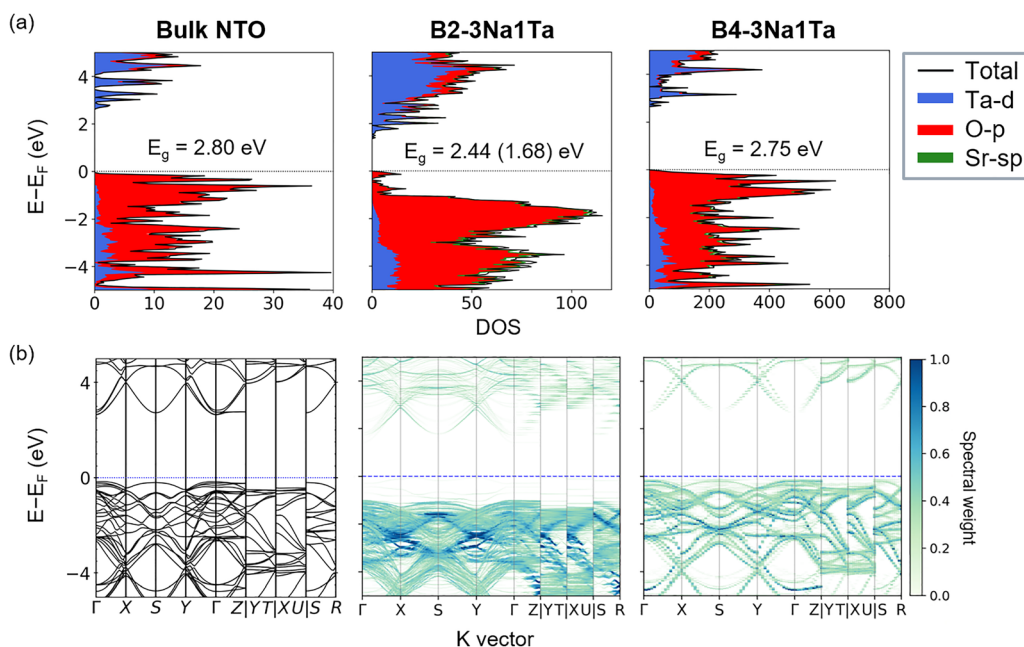 (a)
Bulk NTO
B2-3Na1Ta
B4-3Na1Ta
E−E_F (eV)
4
2
0
−2
−4
E_g = 2.80 eV
E_g = 2.44 (1.68) eV
E_g = 2.75 eV
Total
Ta-d
O-p
Sr-sp
0 10 20 30 40
0 50 100
0 200 400 600 800
DOS
(b)
E−E_F (eV)
4
0
−4
Γ X S Y Γ Z|Y T|X U|S R
Γ X S Y Γ Z|Y T|X U|S R
Γ X S Y Γ Z|Y T|X U|S R
K vector
1.0
0.8
0.6
0.4
0.2
0.0
Spectral weight